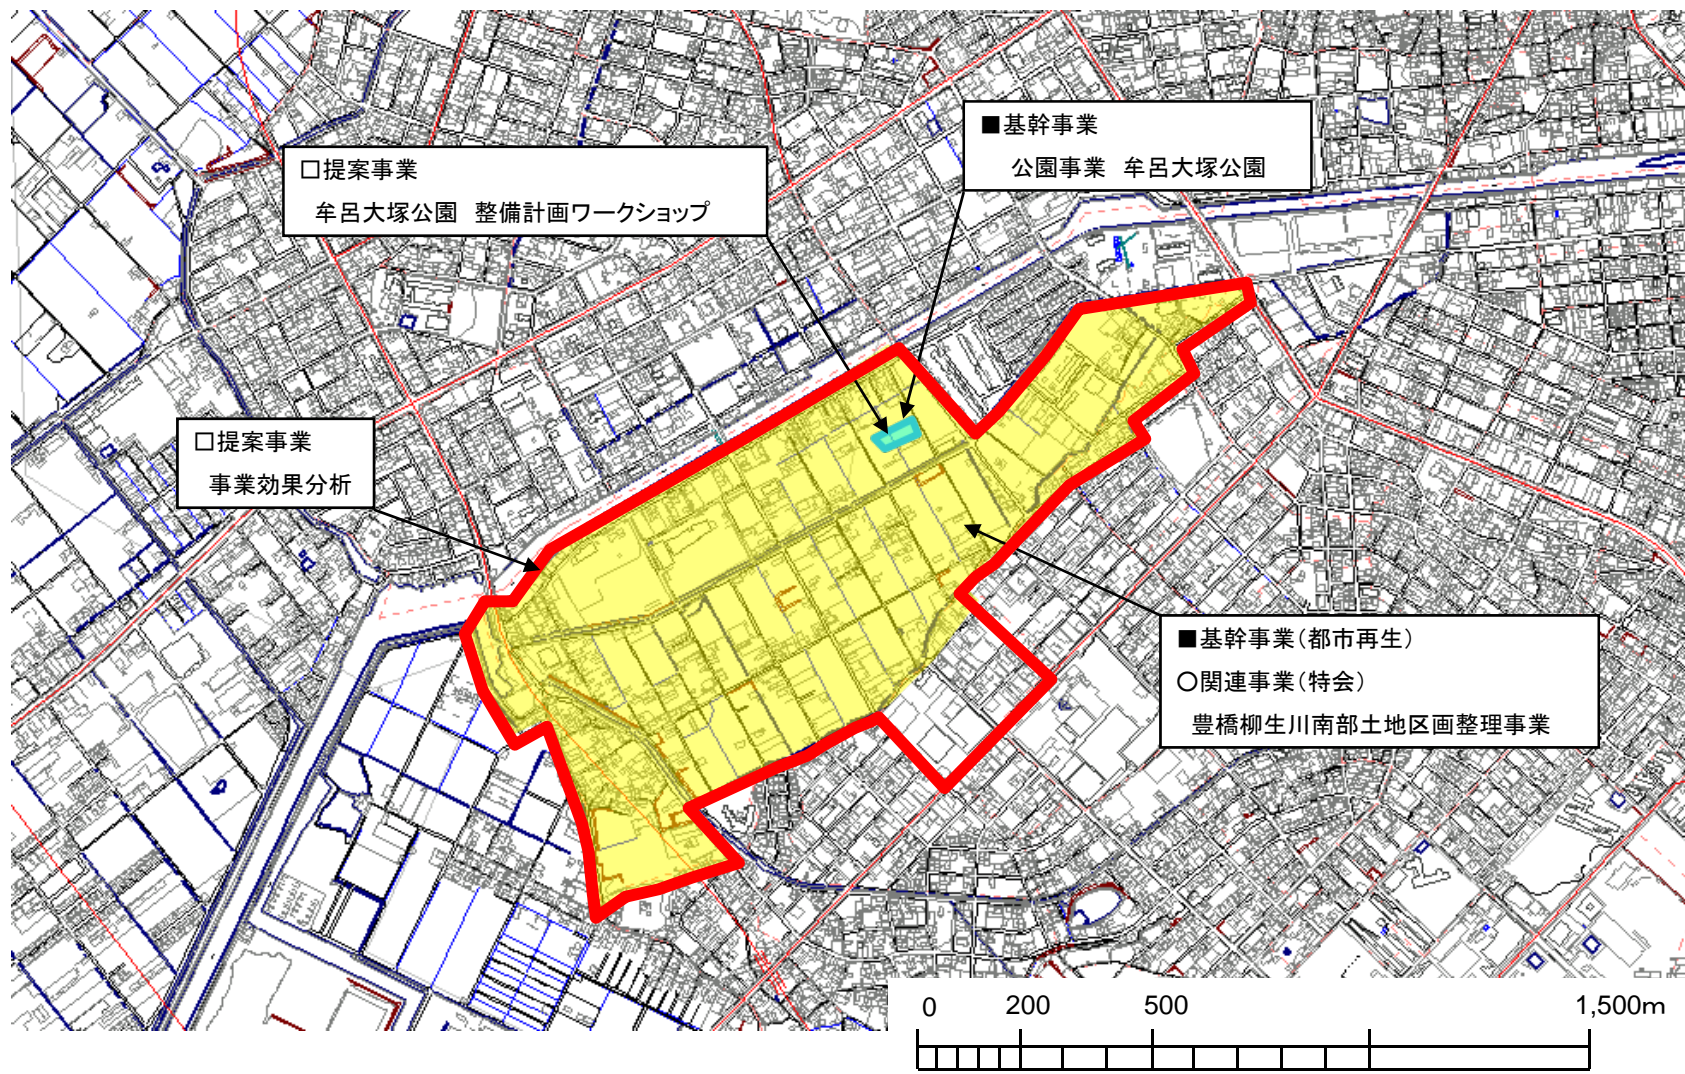 ■基幹事業
公園事業 牟呂大塚公園
□提案事業
牟呂大塚公園 整備計画ワークショップ
□提案事業
事業効果分析
■基幹事業(都市再生)
○関連事業(特会)
豊橋柳生川南部土地区画整理事業
0 200 500 1,500m